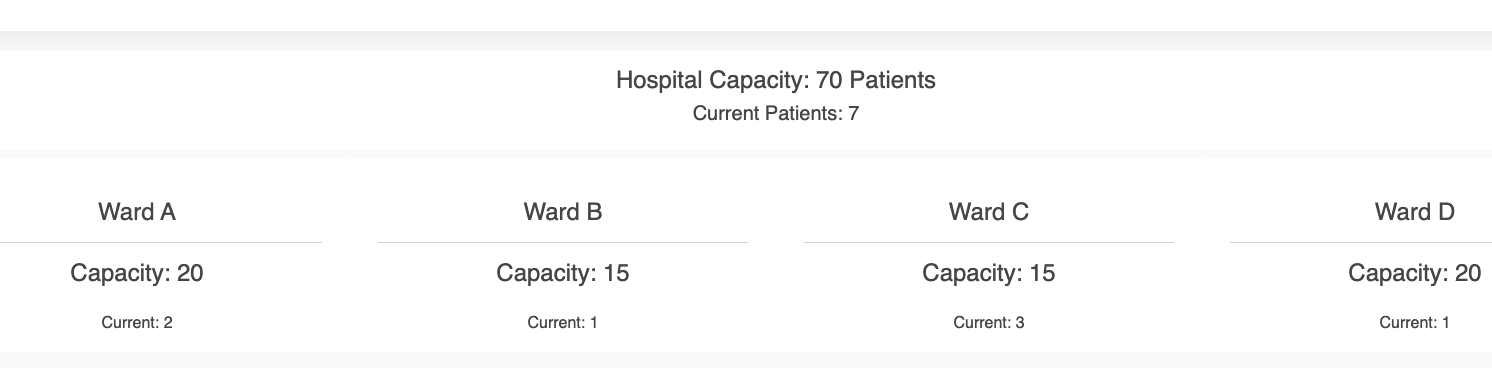 Hospital Capacity: 70 Patients
Current Patients: 7
Ward A
Capacity: 20
Current: 2
Ward B
Capacity: 15
Current: 1
Ward C
Capacity: 15
Current: 3
Ward D
Capacity: 20
Current: 1